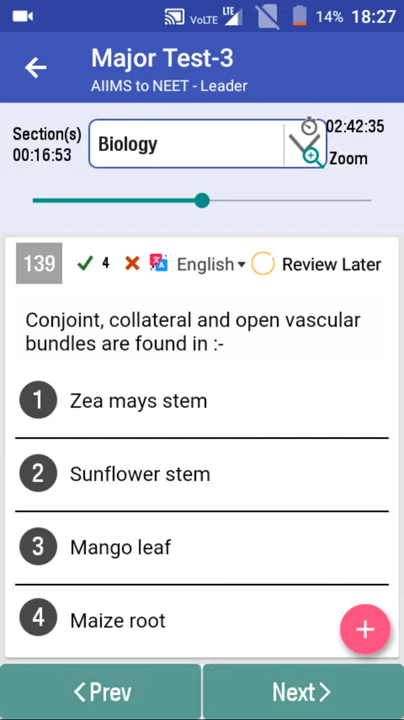 VoLTE LTE 14% 18:27
Major Test-3
AIIMS to NEET - Leader
Section(s)
00:16:53
Biology
02:42:35
Zoom
139 4 English Review Later
Conjoint, collateral and open vascular
bundles are found in :-
1 Zea mays stem
2 Sunflower stem
3 Mango leaf
4 Maize root
+
<Prev Next>